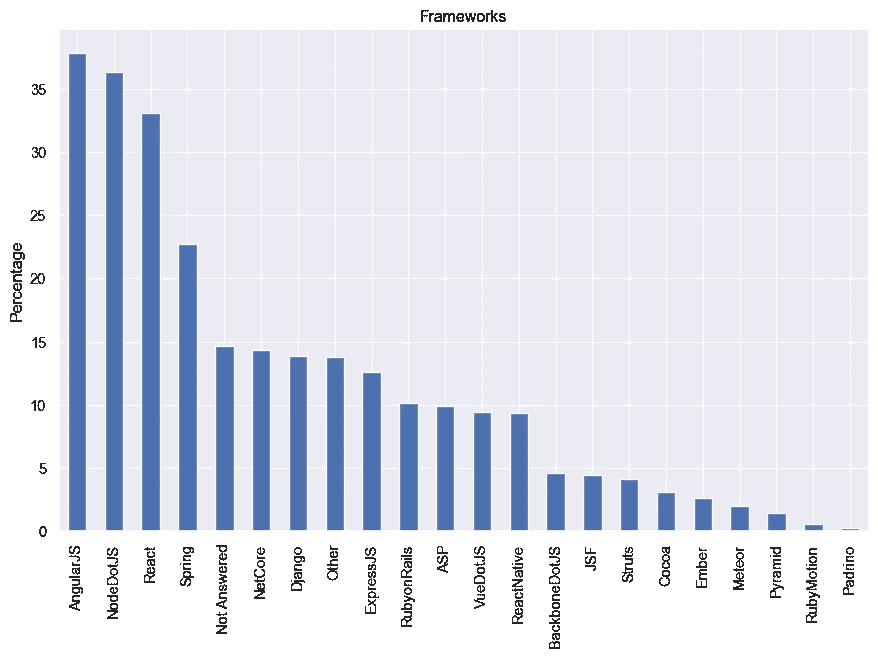 Frameworks
Percentage
35
30
25
20
15
10
5
0
AngularJS
NodeDotJS
React
Spring
Not Answered
NetCore
Django
Other
ExpressJS
RubyonRails
ASP
VueDotJS
ReactNative
BackboneDotJS
JSF
Struts
Cocoa
Ember
Meteor
Pyramid
RubyMotion
Padrino